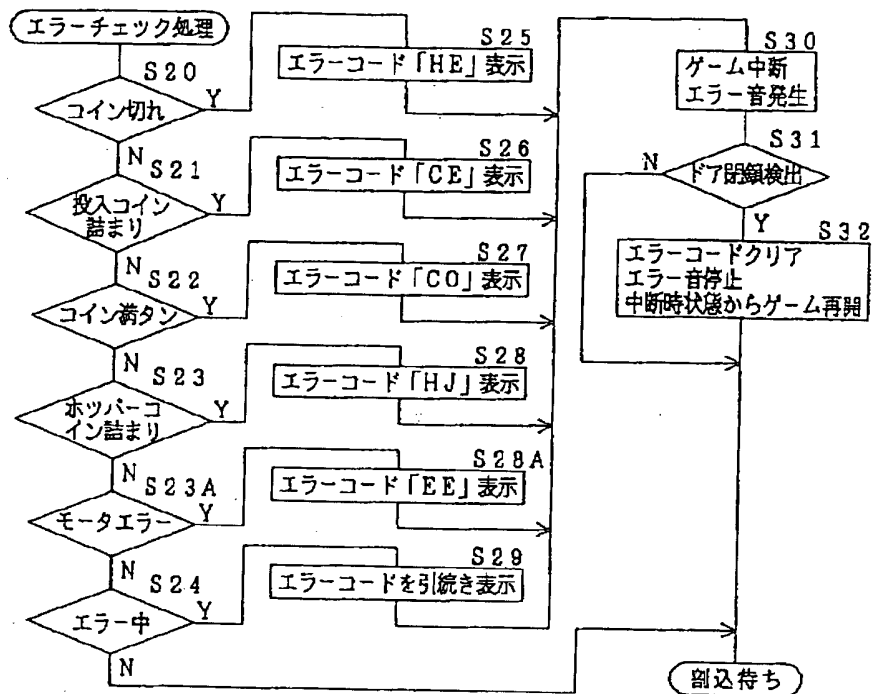 エラーチェック処理
S20
コイン切れ
Y
N
S25
エラーコード「HE」表示
S21
投入コイン
詰まり
Y
N
S26
エラーコード「CE」表示
S22
コイン満タン
Y
N
S27
エラーコード「CO」表示
S23
ホッパーコ
イン詰まり
Y
N
S28
エラーコード「HJ」表示
S23A
モータエラー
Y
N
S28A
エラーコード「EE」表示
S24
エラー中
Y
N
S29
エラーコードを引続き表示
S30
ゲーム中断
エラー音発生
S31
N
ドア閉鎖検出
Y
S32
エラーコードクリア
エラー音停止
中断時状態からゲーム再開
割込待ち